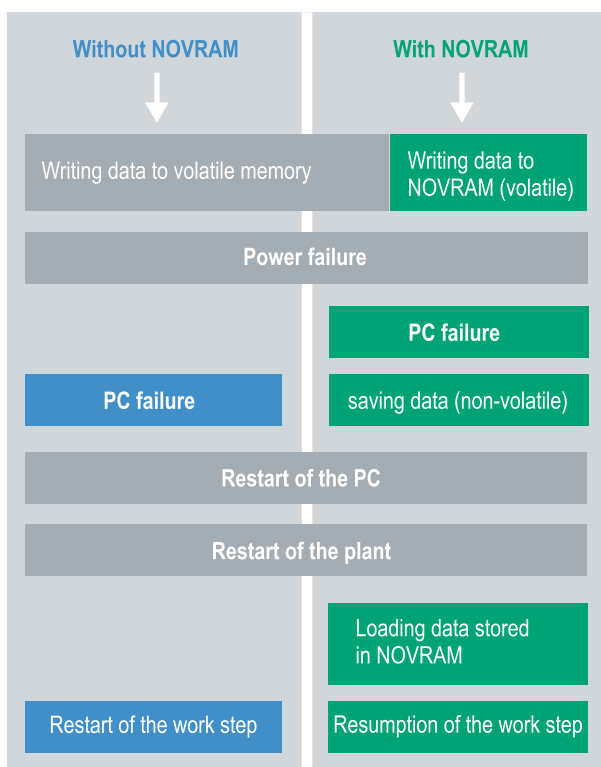 Without NOVRAM
With NOVRAM
Writing data to volatile memory
Writing data to
NOVRAM (volatile)
Power failure
PC failure
PC failure
saving data (non-volatile)
Restart of the PC
Restart of the plant
Loading data stored
in NOVRAM
Restart of the work step
Resumption of the work step